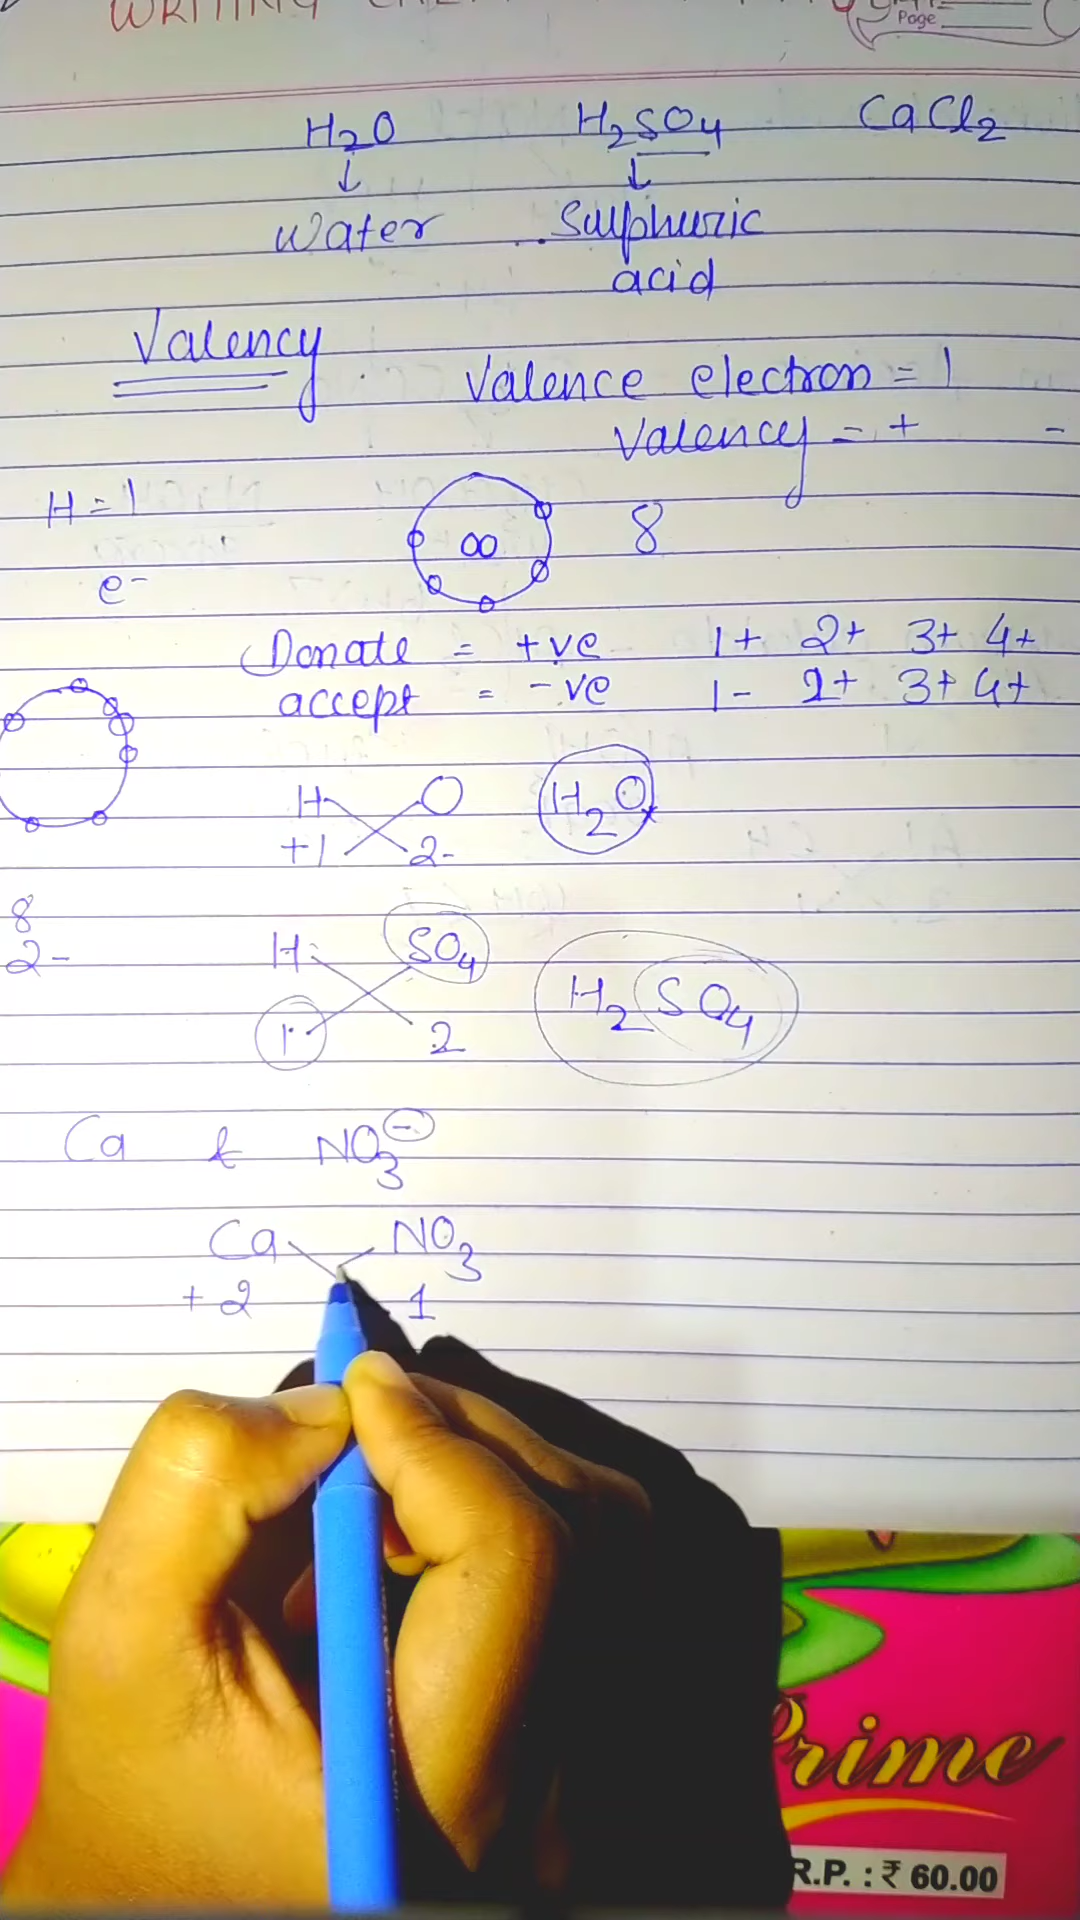 WRITING
Page
H2O H2SO4 CaCl2
↓ ↓
Water Sulphuric
acid
Valency
Valence electron = 1
Valency = + -
H = 1
8
e-
Donate = +ve 1+ 2+ 3+ 4+
accept = -ve 1- 2+ 3+ 4+
H O H2O
+1 2-
8
2-
H SO4 H2SO4
1 2
Ca & NO3-
Ca NO3
+2 1
Prime
R.P. : ₹ 60.00